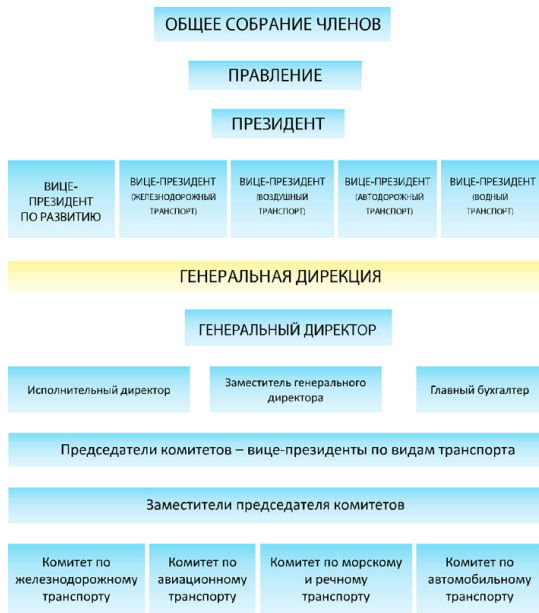 ОБЩЕЕ СОБРАНИЕ ЧЛЕНОВ
ПРАВЛЕНИЕ
ПРЕЗИДЕНТ
ВИЦЕ-
ПРЕЗИДЕНТ
ПО РАЗВИТИЮ
ВИЦЕ-ПРЕЗИДЕНТ
(ЖЕЛЕЗНОДОРОЖНЫЙ
ТРАНСПОРТ)
ВИЦЕ-ПРЕЗИДЕНТ
(ВОЗДУШНЫЙ
ТРАНСПОРТ)
ВИЦЕ-ПРЕЗИДЕНТ
(АВТОДОРОЖНЫЙ
ТРАНСПОРТ)
ВИЦЕ-ПРЕЗИДЕНТ
(ВОДНЫЙ
ТРАНСПОРТ)
ГЕНЕРАЛЬНАЯ ДИРЕКЦИЯ
ГЕНЕРАЛЬНЫЙ ДИРЕКТОР
Исполнительный директор
Заместитель генерального
директора
Главный бухгалтер
Председатели комитетов – вице-президенты по видам транспорта
Заместители председателя комитетов
Комитет по
железнодорожному
транспорту
Комитет по
авиационному
транспорту
Комитет по морскому
и речному
транспорту
Комитет по
автомобильному
транспорту